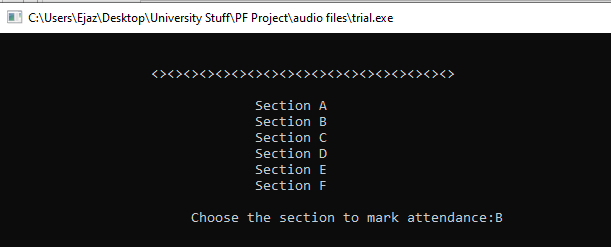 C:\Users\Ejaz\Desktop\University Stuff\PF Project\audio files\trial.exe
<><><><><><><><><><><><><><><><><><><>
Section A
Section B
Section C
Section D
Section E
Section F
Choose the section to mark attendance:B